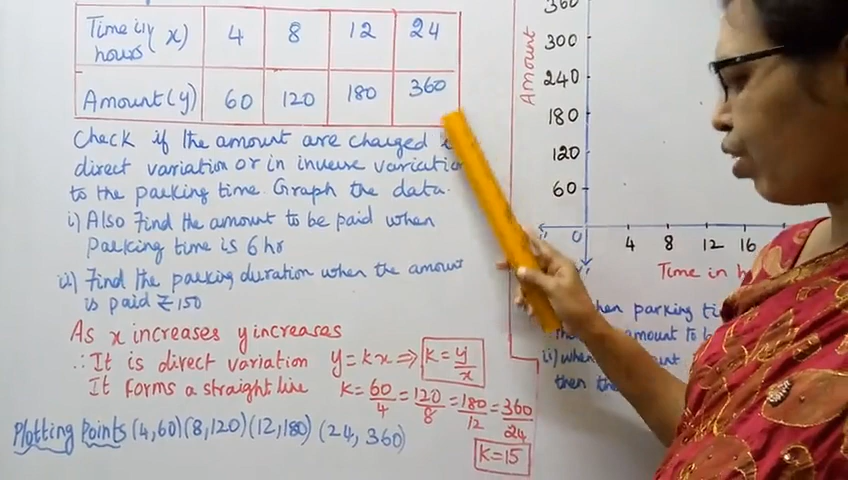 Time in hours (x) 4 8 12 24
Amount (y) 60 120 180 360
Check if the amount are charged
direct variation or in inverse variation
to the parking time. Graph the data.
i) Also Find the amount to be paid when
parking time is 6 hr
ii) Find the parking duration when the amount
is paid ₹ 150
As x increases y increases
∴ It is direct variation y = kx ⇒ k = y/x
It forms a straight line k = 60/4 = 120/8 = 180/12 = 360/24
k = 15
Plotting Points (4,60) (8,120) (12,180) (24, 360)
Amount
360
300
240
180
120
60
0 4 8 12 16
Time in
when parking
amount to
ii) when
then